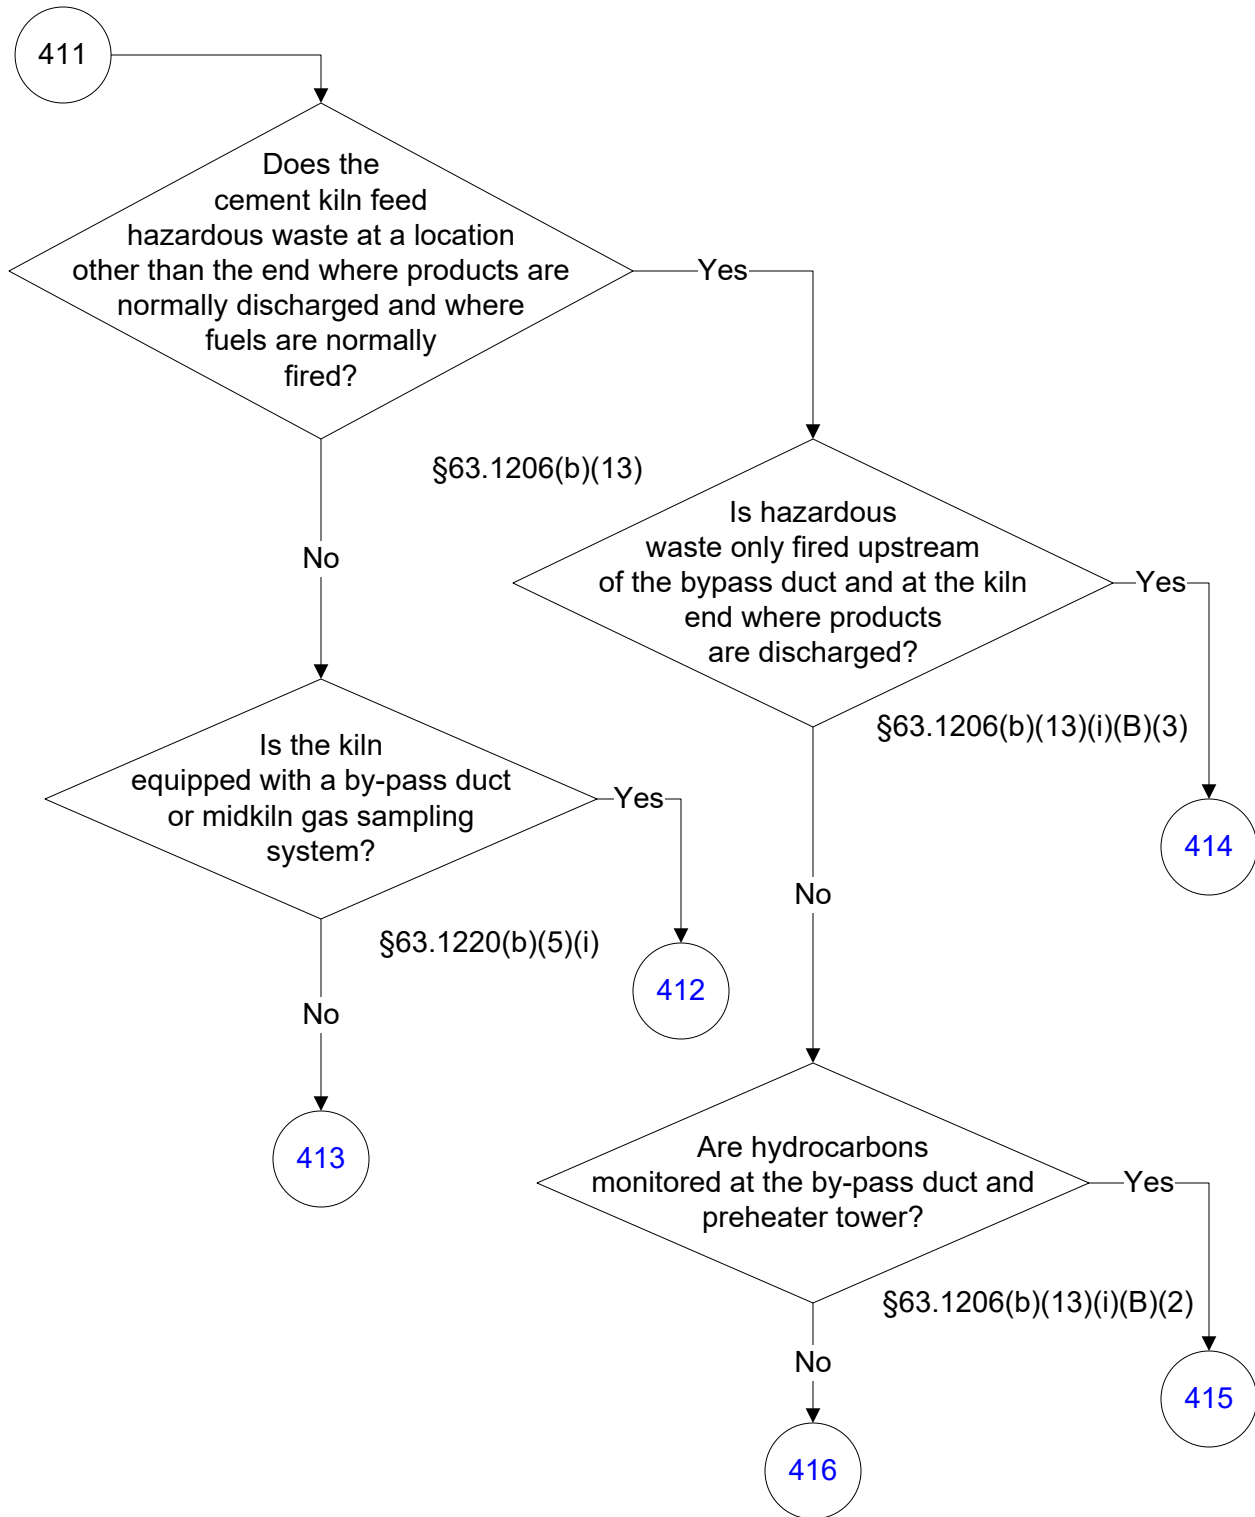 411
Does the
cement kiln feed
hazardous waste at a location
other than the end where products are
normally discharged and where
fuels are normally
fired?
Yes
§63.1206(b)(13)
No
Is hazardous
waste only fired upstream
of the bypass duct and at the kiln
end where products
are discharged?
Yes
§63.1206(b)(13)(i)(B)(3)
414
Is the kiln
equipped with a by-pass duct
or midkiln gas sampling
system?
Yes
§63.1220(b)(5)(i)
412
No
413
No
Are hydrocarbons
monitored at the by-pass duct and
preheater tower?
Yes
§63.1206(b)(13)(i)(B)(2)
415
No
416